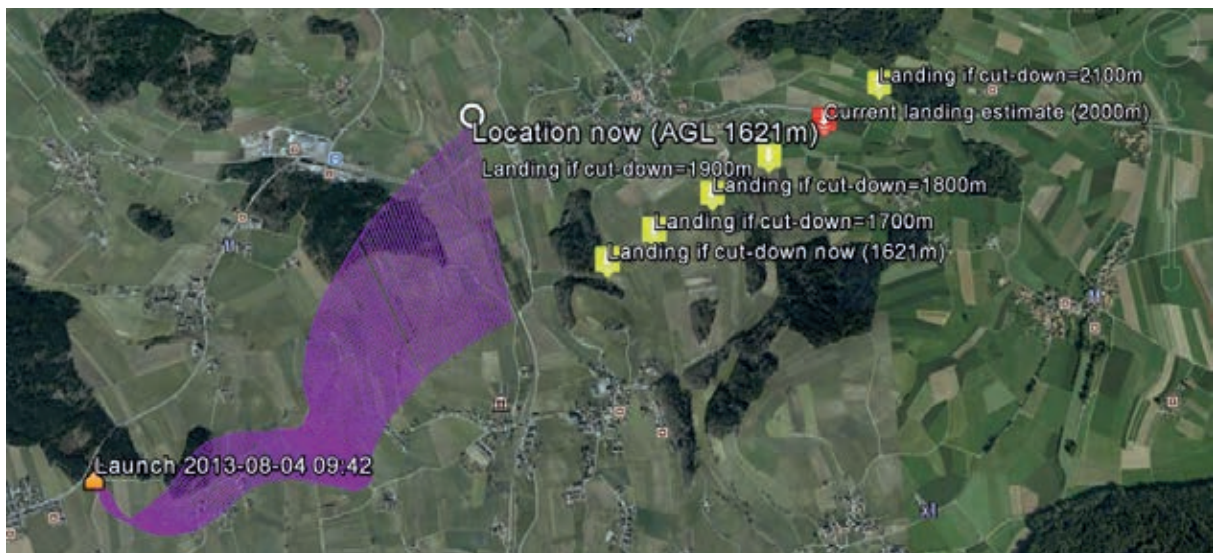 Landing if cut-down=2100m
Current landing estimate (2000m)
Location now (AGL 1621m)
Landing if cut-down=1900m
Landing if cut-down=1800m
Landing if cut-down=1700m
Landing if cut-down now (1621m)
Launch 2013-08-04 09:42